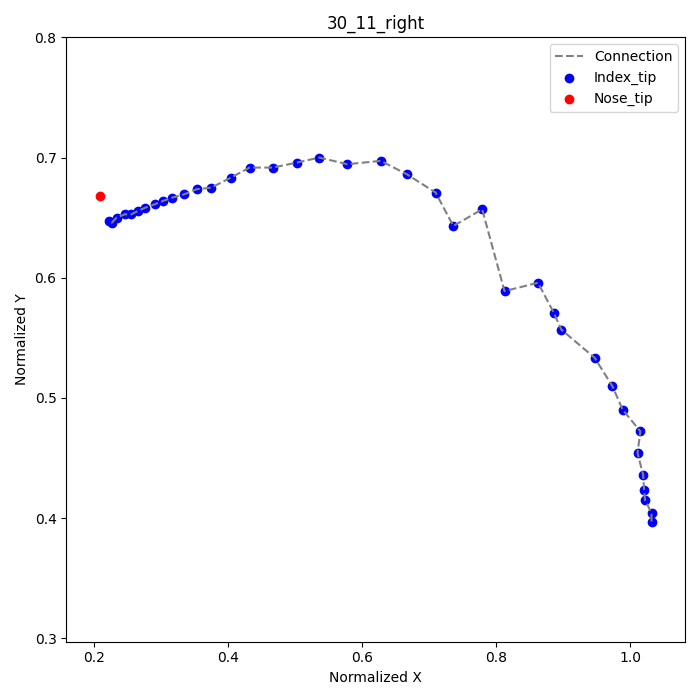 30_11_right
Connection
Index_tip
Nose_tip
0.8
0.7
0.6
0.5
0.4
0.3
Normalized Y
0.2
0.4
0.6
0.8
1.0
Normalized X